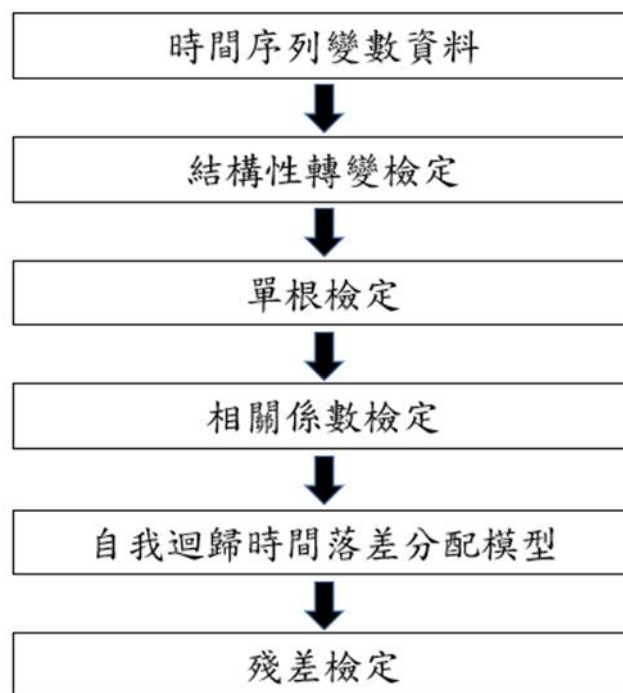 時間序列變數資料
結構性轉變檢定
單根檢定
相關係數檢定
自我迴歸時間落差分配模型
殘差檢定